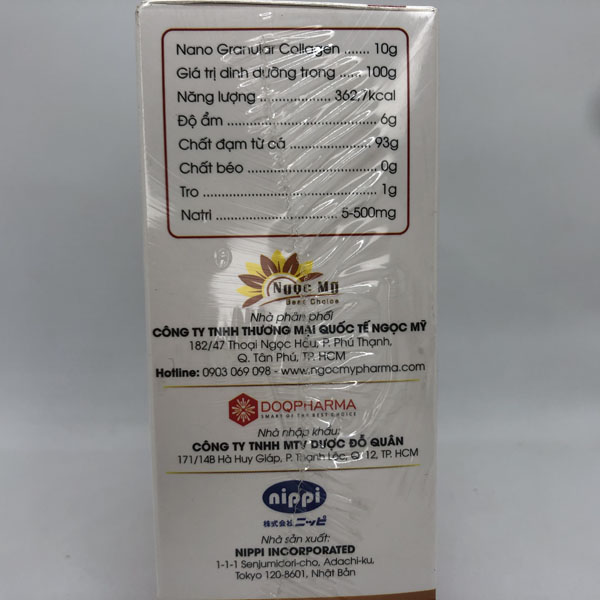 Nano Granular Collagen ....... 10g
Giá trị dinh dưỡng trong ...... 100g
Năng lượng .................. 362,7kcal
Độ ẩm ........................................ 6g
Chất đạm từ cá ..................... 93g
Chất béo .................................. 0g
Tro .............................................. 1g
Natri ............................... 5-500mg
Ngọc Mỹ
Best Choice
Nhà phân phối
CÔNG TY TNHH THƯƠNG MẠI QUỐC TẾ NGỌC MỸ
182/47 Thoại Ngọc Hầu, P. Phú Thạnh,
Q. Tân Phú, TP. HCM
Hotline: 0903 069 098 - www.ngocmypharma.com
DOQPHARMA
SMART OF THE BEST CHOICE
Nhà nhập khẩu:
CÔNG TY TNHH MTV DƯỢC ĐỖ QUÂN
171/14B Hà Huy Giáp, P. Thạnh Lộc, Q. 12, TP. HCM
nippi
株式会社 ニッピ
Nhà sản xuất:
NIPPI INCORPORATED
1-1-1 Senjumidori-cho, Adachi-ku,
Tokyo 120-8601, Nhật Bản